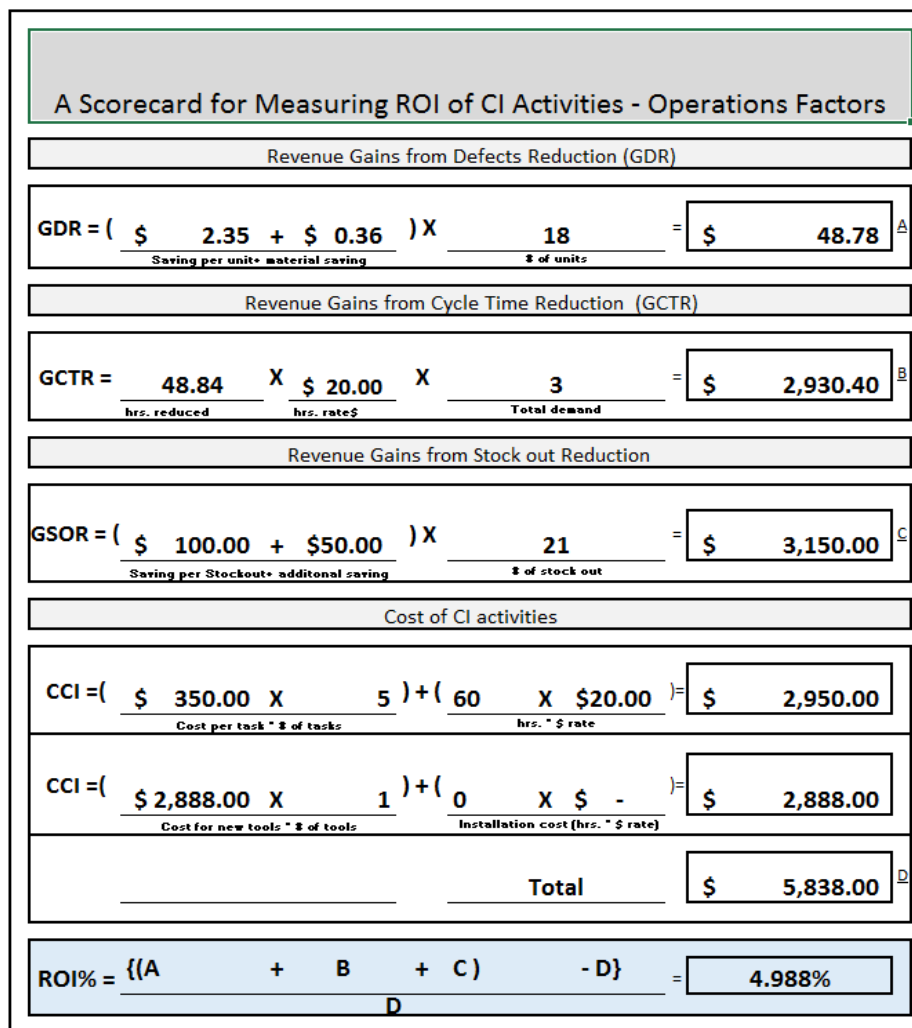 A Scorecard for Measuring ROI of CI Activities - Operations Factors
Revenue Gains from Defects Reduction (GDR)
GDR = ( $ 2.35 + $ 0.36 ) X 18 = $ 48.78 A
Saving per unit+ material saving # of units
Revenue Gains from Cycle Time Reduction (GCTR)
GCTR = 48.84 X $ 20.00 X 3 = $ 2,930.40 B
hrs. reduced hrs. rate$ Total demand
Revenue Gains from Stock out Reduction
GSOR = ( $ 100.00 + $50.00 ) X 21 = $ 3,150.00 C
Saving per Stockout+ additonal saving # of stock out
Cost of CI activities
CCI =( $ 350.00 X 5 ) + ( 60 X $20.00 )= $ 2,950.00
Cost per task * # of tasks hrs. * $ rate
CCI =( $ 2,888.00 X 1 ) + ( 0 X $ - )= $ 2,888.00
Cost for new tools * # of tools Installation cost (hrs. * $ rate)
Total $ 5,838.00 D
ROI% = {(A + B + C ) - D} = 4.988%
D